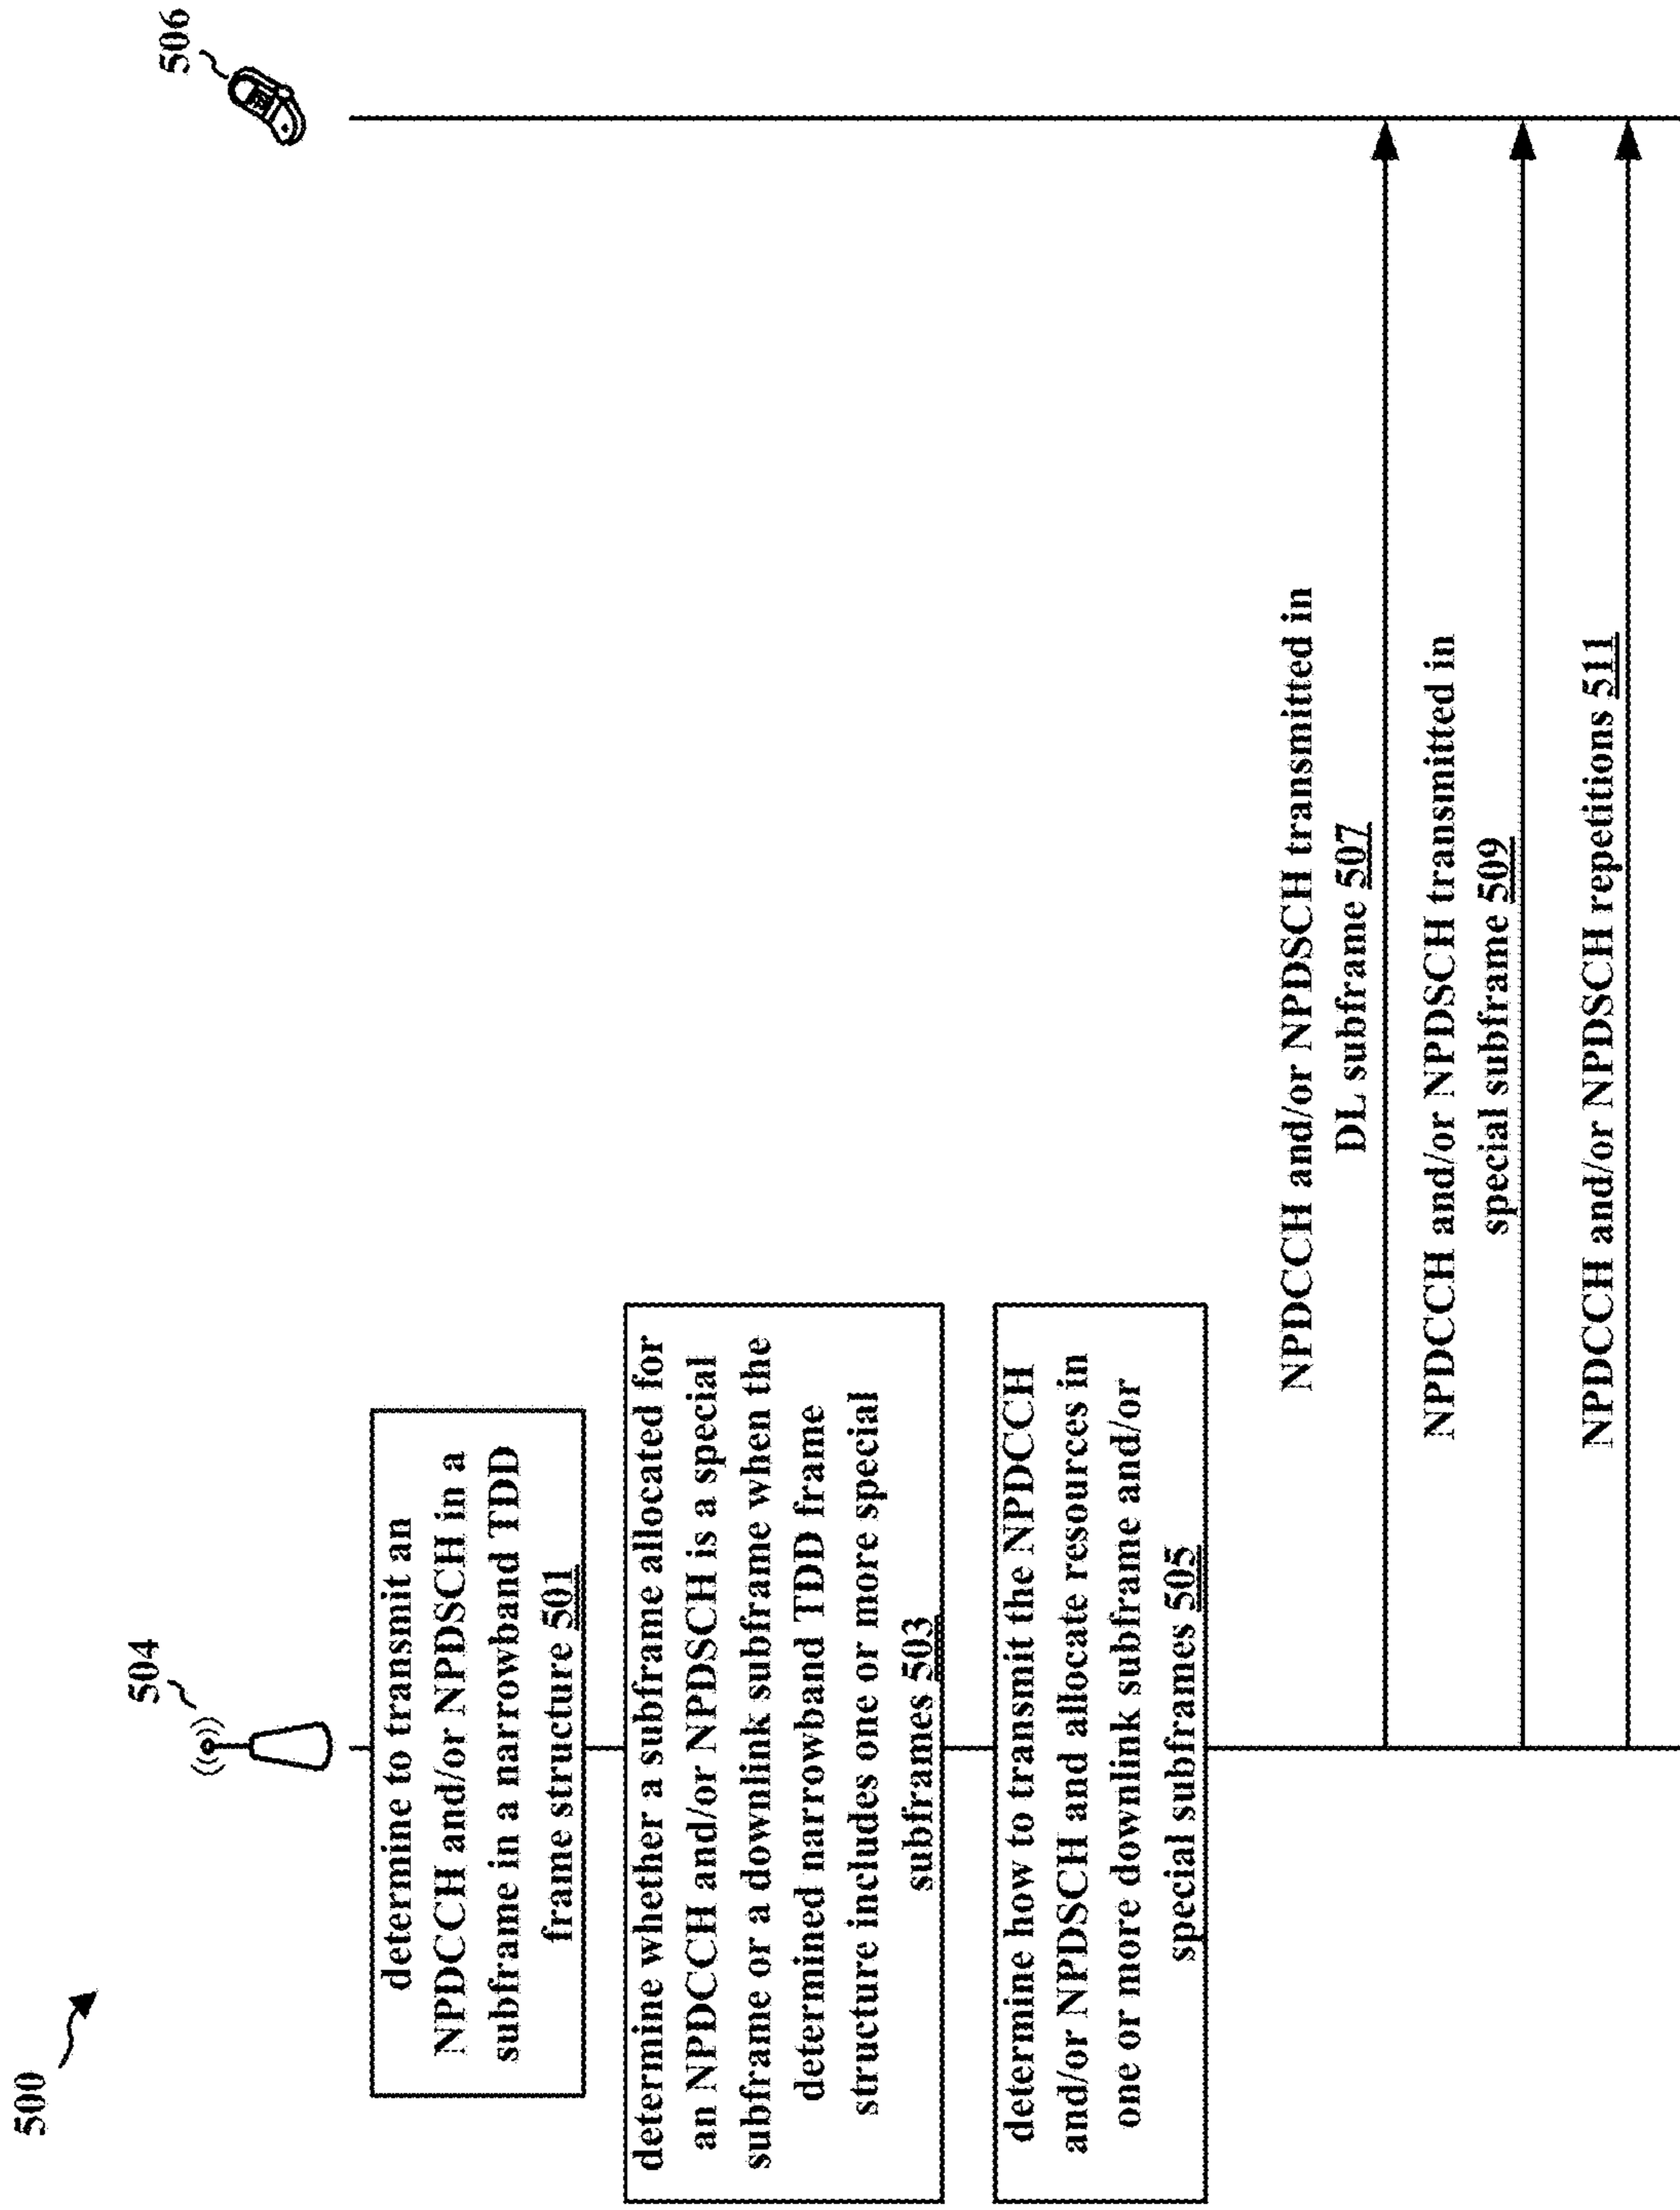 500
504
506
determine to transmit an
NPDCCH and/or NPDSCH in a
subframe in a narrowband TDD
frame structure 501
determine whether a subframe allocated for
an NPDCCH and/or NPDSCH is a special
subframe or a downlink subframe when the
determined narrowband TDD frame
structure includes one or more special
subframes 503
determine how to transmit the NPDCCH
and/or NPDSCH and allocate resources in
one or more downlink subframe and/or
special subframes 505
NPDCCH and/or NPDSCH transmitted in
DL subframe 507
NPDCCH and/or NPDSCH transmitted in
special subframe 509
NPDCCH and/or NPDSCH repetitions 511